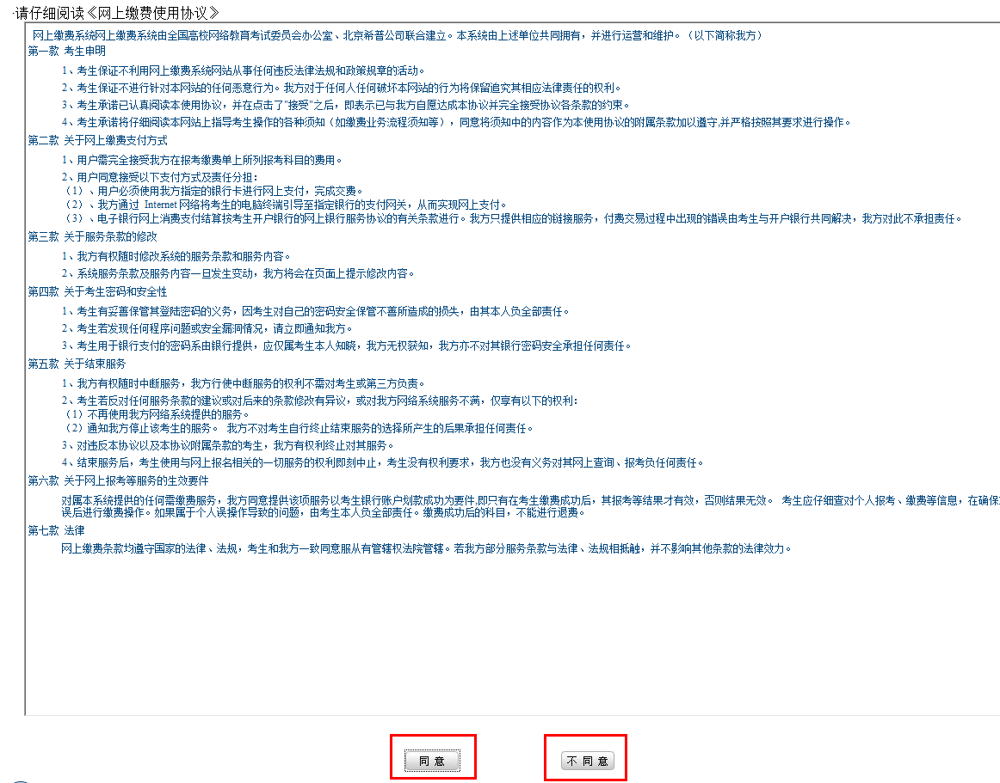 ·请仔细阅读《网上缴费使用协议》
网上缴费系统网上缴费系统由全国高校网络教育考试委员会办公室、北京希普公司联合建立。本系统由上述单位共同拥有，并进行运营和维护。（以下简称我方）
第一款 考生申明
1、考生保证不利用网上缴费系统网站从事任何违反法律法规和政策规章的活动。
2、考生保证不进行针对本网站的任何恶意行为。我方对于任何人任何破坏本网站的行为将保留追究其相应法律责任的权利。
3、考生承诺已认真阅读本使用协议，并在点击了"接受"之后，即表示已与我方自愿达成本协议并完全接受协议各条款的约束。
4、考生承诺将仔细阅读本网站上指导考生操作的各种须知（如缴费业务流程须知等），同意将须知中的内容作为本使用协议的附属条款加以遵守,并严格按照其要求进行操作。
第二款 关于网上缴费支付方式
1、用户需完全接受我方在报考缴费单上所列报考科目的费用。
2、用户同意接受以下支付方式及责任分担：
（1）、用户必须使用我方指定的银行卡进行网上支付，完成交费。
（2）、我方通过 Internet 网络将考生的电脑终端引导至指定银行的支付网关，从而实现网上支付。
（3）、电子银行网上消费支付结算按考生开户银行的网上银行服务协议的有关条款进行。我方只提供相应的链接服务，付费交易过程中出现的错误由考生与开户银行共同解决，我方对此不承担责任。
第三款 关于服务条款的修改
1、我方有权随时修改系统的服务条款和服务内容。
2、系统服务条款及服务内容一旦发生变动，我方将会在页面上提示修改内容。
第四款 关于考生密码和安全性
1、考生有妥善保管其登陆密码的义务，因考生对自己的密码安全保管不善所造成的损失，由其本人负全部责任。
2、考生若发现任何程序问题或安全漏洞情况，请立即通知我方。
3、考生用于银行支付的密码系由银行提供，应仅属考生本人知晓，我方无权获知，我方亦不对其银行密码安全承担任何责任。
第五款 关于结束服务
1、我方有权随时中断服务，我方行使中断服务的权利不需对考生或第三方负责。
2、考生若反对任何服务条款的建议或对后来的条款修改有异议，或对我方网络系统服务不满，仅享有以下的权利：
（1）不再使用我方网络系统提供的服务。
（2）通知我方停止该考生的服务。 我方不对考生自行终止结束服务的选择所产生的后果承担任何责任。
3、对违反本协议以及本协议附属条款的考生，我方有权利终止对其服务。
4、结束服务后，考生使用与网上报名相关的一切服务的权利即刻中止，考生没有权利要求，我方也没有义务对其网上查询、报考负任何责任。
第六款 关于网上报考等服务的生效要件
对属本系统提供的任何需缴费服务，我方同意提供该项服务以考生银行账户划款成功为要件,即只有在考生缴费成功后，其报考等结果才有效，否则结果无效。 考生应仔细查对个人报考、缴费等信息，在确保
误后进行缴费操作。如果属于个人误操作导致的问题，由考生本人负全部责任。缴费成功后的科目，不能进行退费。
第七款 法律
网上缴费条款均遵守国家的法律、法规，考生和我方一致同意服从有管辖权法院管辖。若我方部分服务条款与法律、法规相抵触，并不影响其他条款的法律效力。
同 意
不 同 意